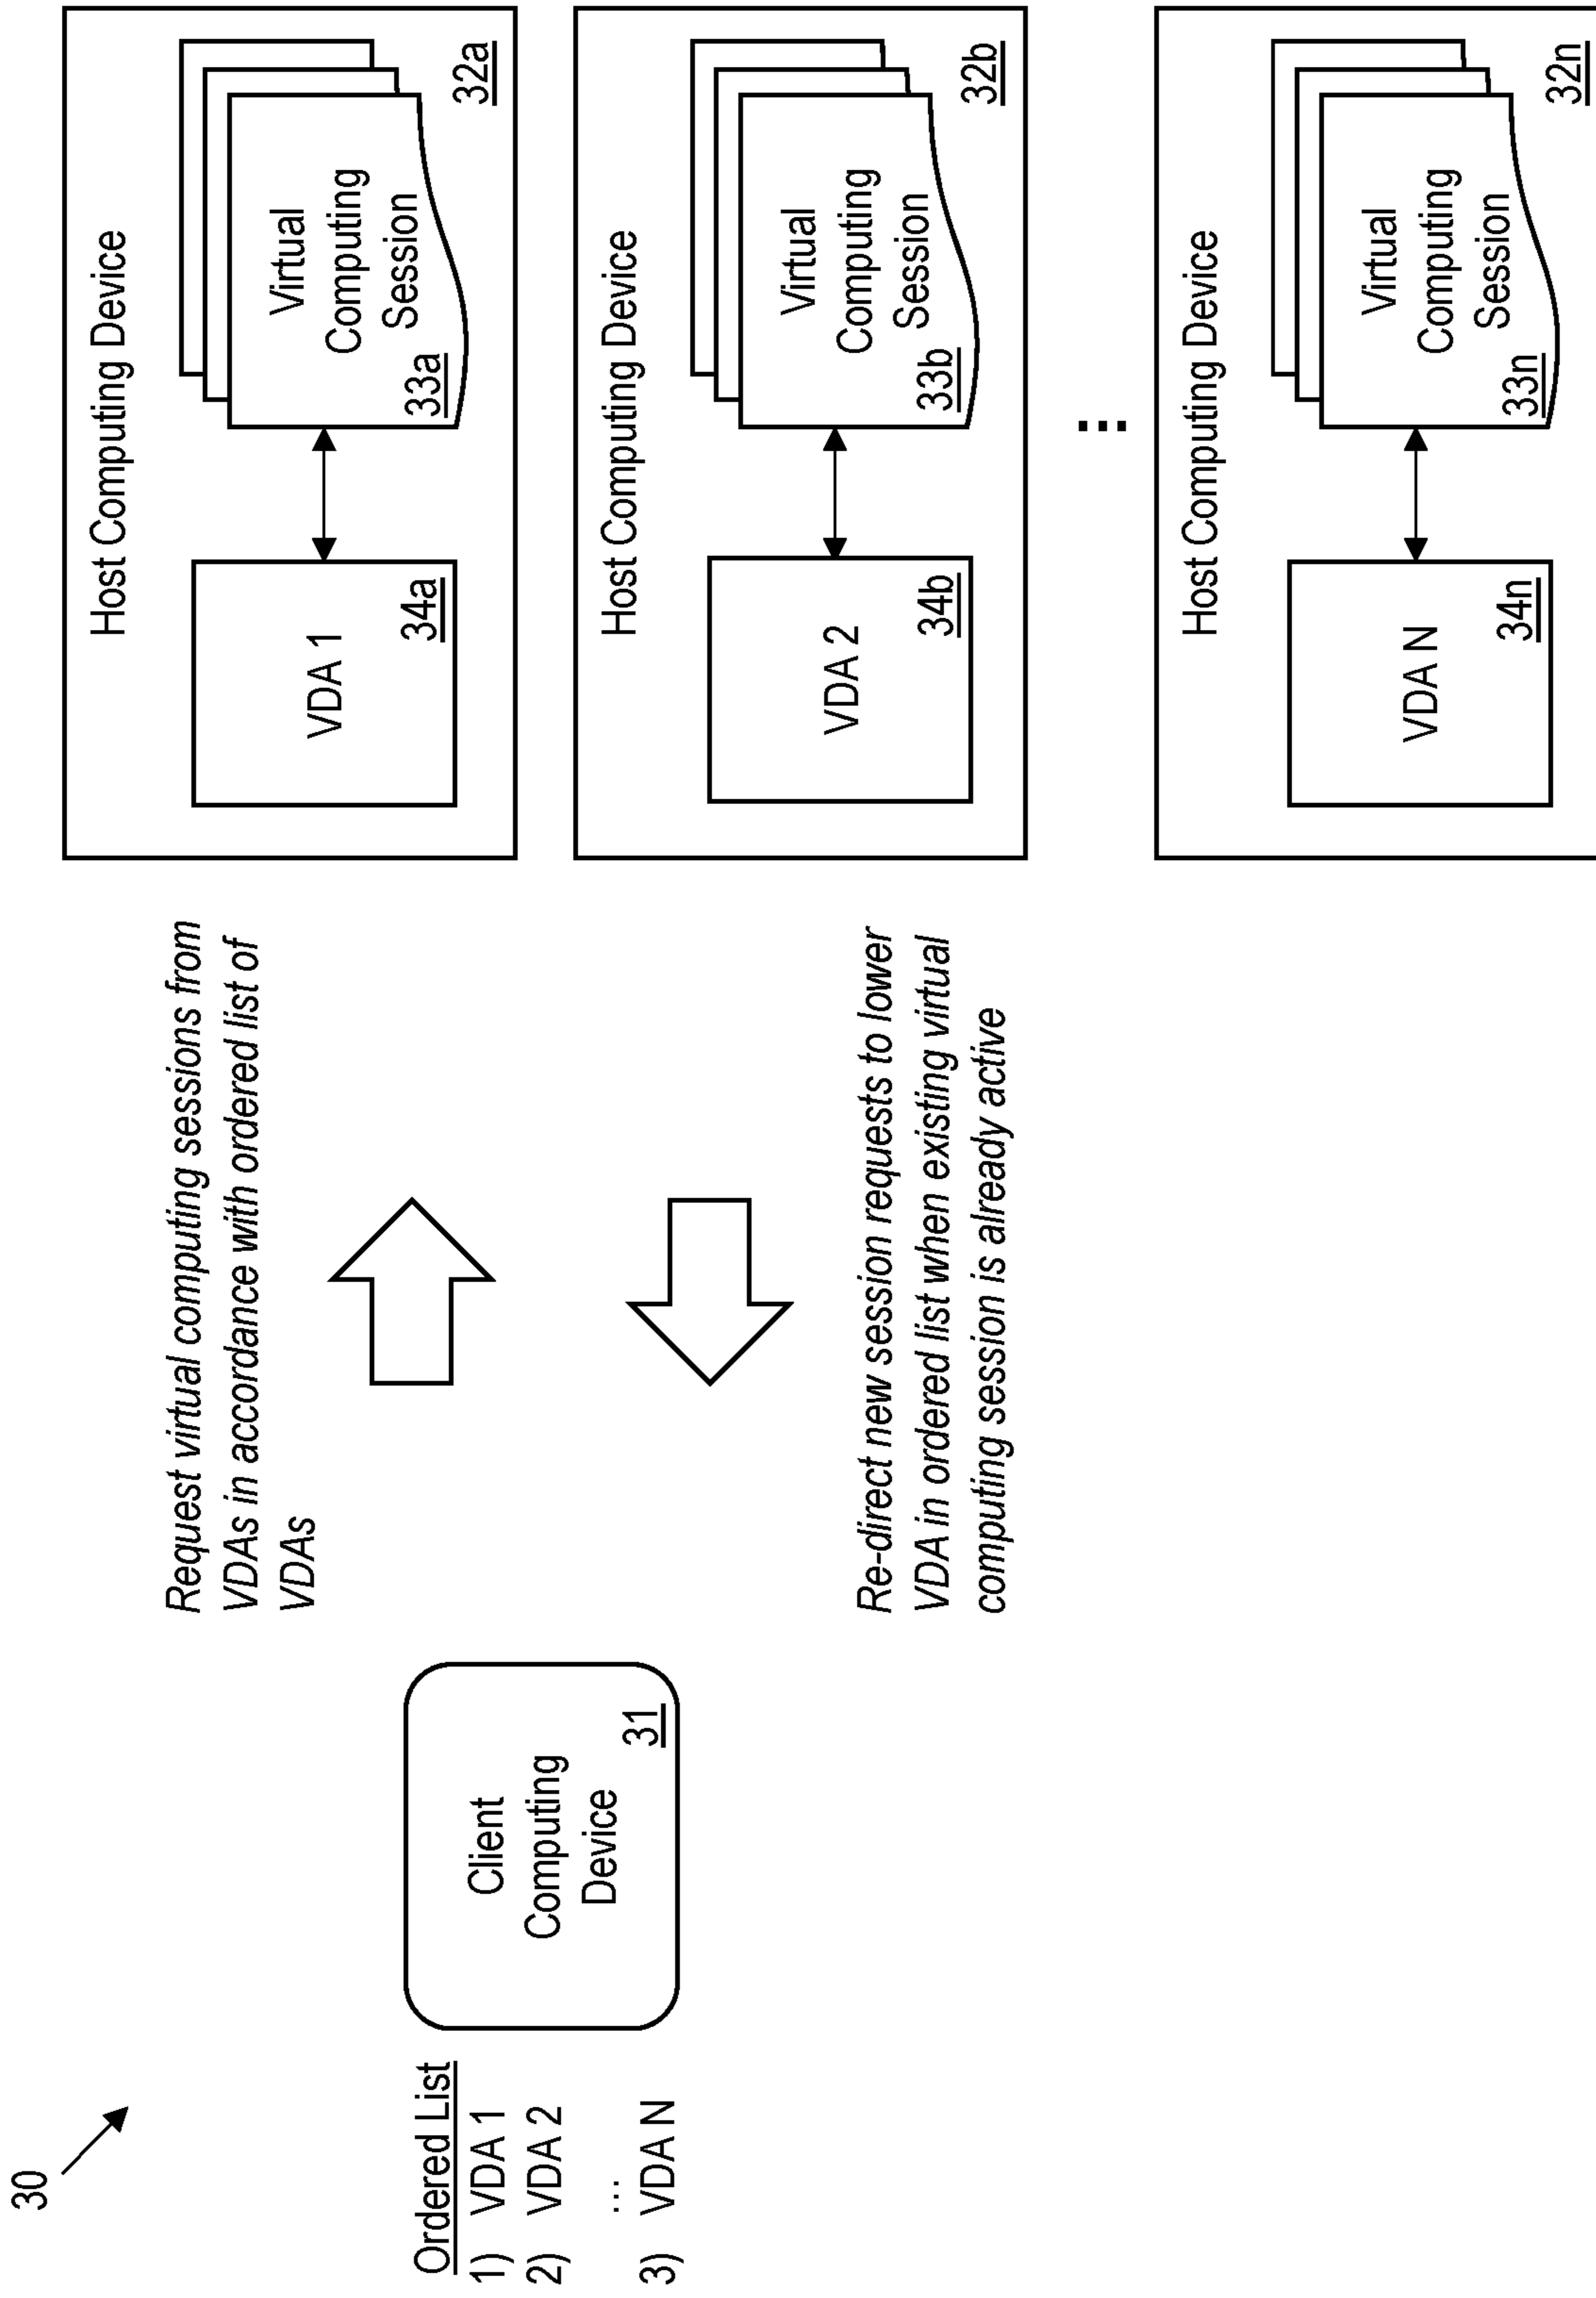 30
Ordered List
1) VDA 1
2) VDA 2
...
3) VDA N
Client
Computing
Device
31
Request virtual computing sessions from
VDAs in accordance with ordered list of
VDAs
Re-direct new session requests to lower
VDA in ordered list when existing virtual
computing session is already active
Host Computing Device
VDA 1
34a
Virtual
Computing
Session
33a
32a
Host Computing Device
VDA 2
34b
Virtual
Computing
Session
33b
32b
...
Host Computing Device
VDA N
34n
Virtual
Computing
Session
33n
32n